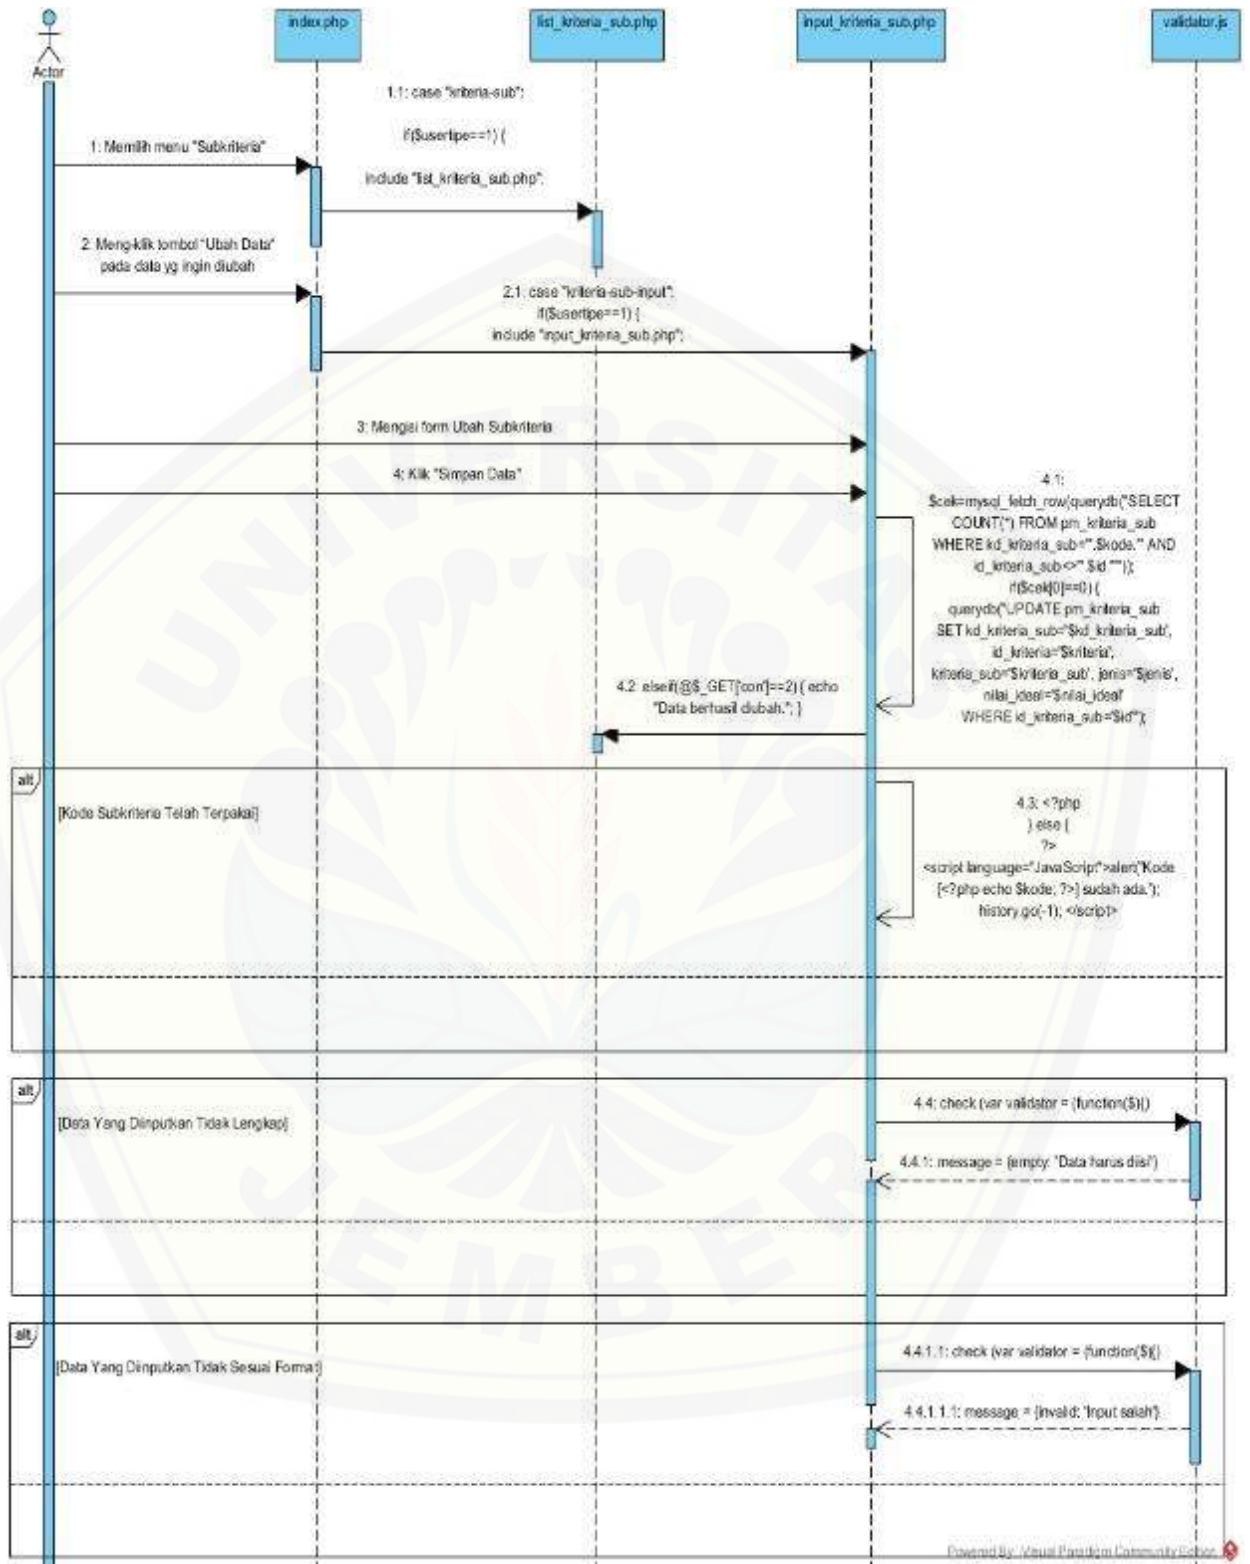 index.php
list_kriteria_sub.php
input_kriteria_sub.php
validator.js
Actor
1.1: case "kriteria-sub":
if($usertipe==1) {
include "list_kriteria_sub.php";
1: Memilih menu "Subkriteria"
2: Meng-klik tombol "Ubah Data"
pada data yg ingin diubah
2.1: case "kriteria-sub-input":
if($usertipe==1) {
include "input_kriteria_sub.php";
3: Mengisi form Ubah Subkriteria
4: Klik "Simpan Data"
4.1:
$cek=mysql_fetch_row(querydb("SELECT
COUNT(*) FROM pm_kriteria_sub
WHERE kd_kriteria_sub='".$kode."' AND
id_kriteria_sub<>'".$id."'"));
if($cek[0]==0) {
querydb("UPDATE pm_kriteria_sub
SET kd_kriteria_sub='$kd_kriteria_sub',
id_kriteria='$kriteria',
kriteria_sub='$kriteria_sub', jenis='$jenis',
nilai_ideal='$nilai_ideal'
WHERE id_kriteria_sub='$id'");
4.2: elseif(@$_GET['con']==2) { echo
"Data berhasil diubah."; }
alt
[Kode Subkriteria Telah Terpakai]
4.3: <?php
} else {
?>
<script language="JavaScript">alert("Kode
[<?php echo $kode; ?>] sudah ada.");
history.go(-1); </script>
alt
[Data Yang Diinputkan Tidak Lengkap]
4.4: check (var validator = (function($){)
4.4.1: message = {empty: 'Data harus diisi'}
alt
[Data Yang Diinputkan Tidak Sesuai Format]
4.4.1.1: check (var validator = (function($){)
4.4.1.1.1: message = {invalid: 'Input salah'}
UNIVERSITAS
JEMBER
Powered By Visual Paradigm Community Edition